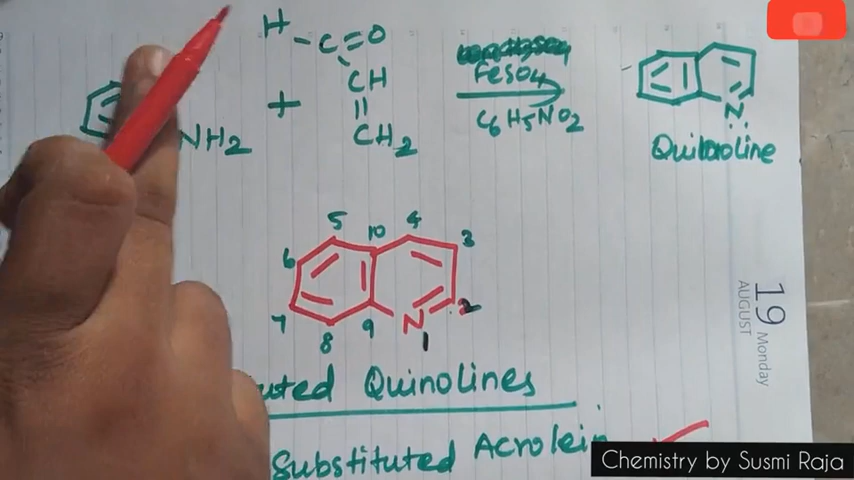 H - C = O
CH
||
CH2
+
NH2
FeSO4
C6H5NO2
N
Quinoline
5 10 4 3
6
7 8 9 N 2
1
uted Quinolines
Substituted Acrolein
19
Monday
AUGUST
Chemistry by Susmi Raja